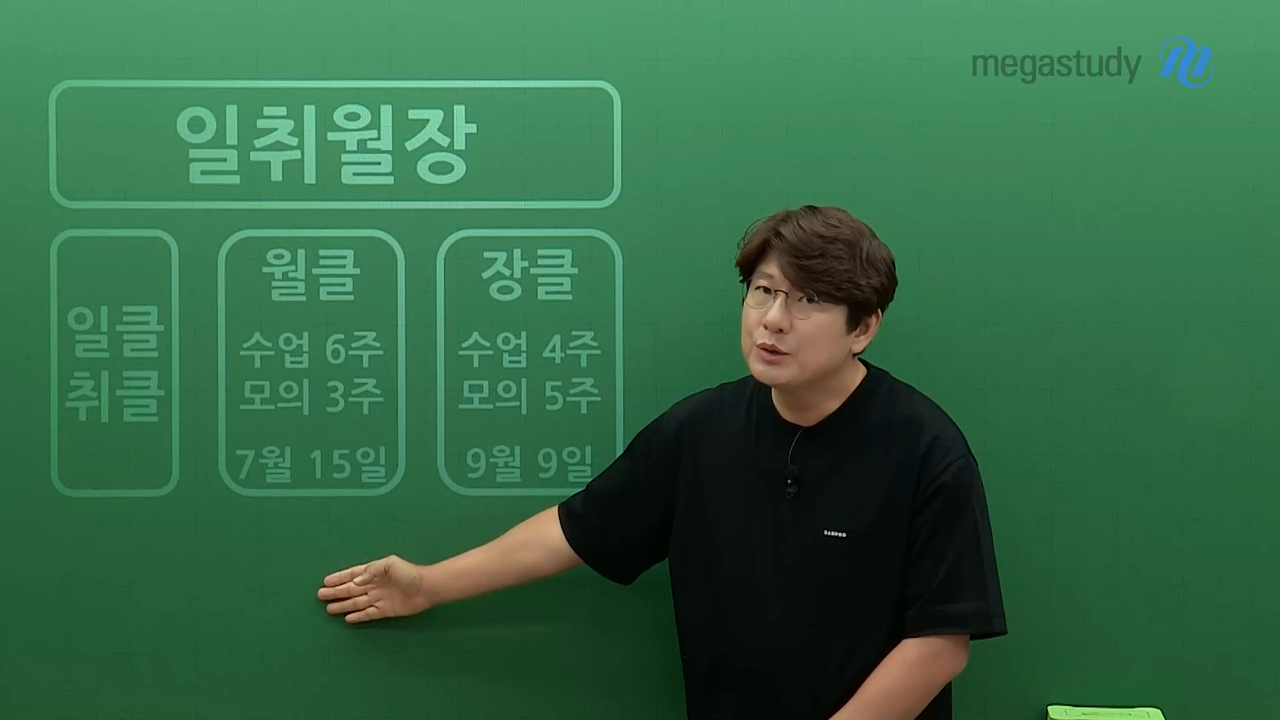 megastudy
일취월장
일클
취클
월클
수업 6주
모의 3주
7월 15일
장클
수업 4주
모의 5주
9월 9일